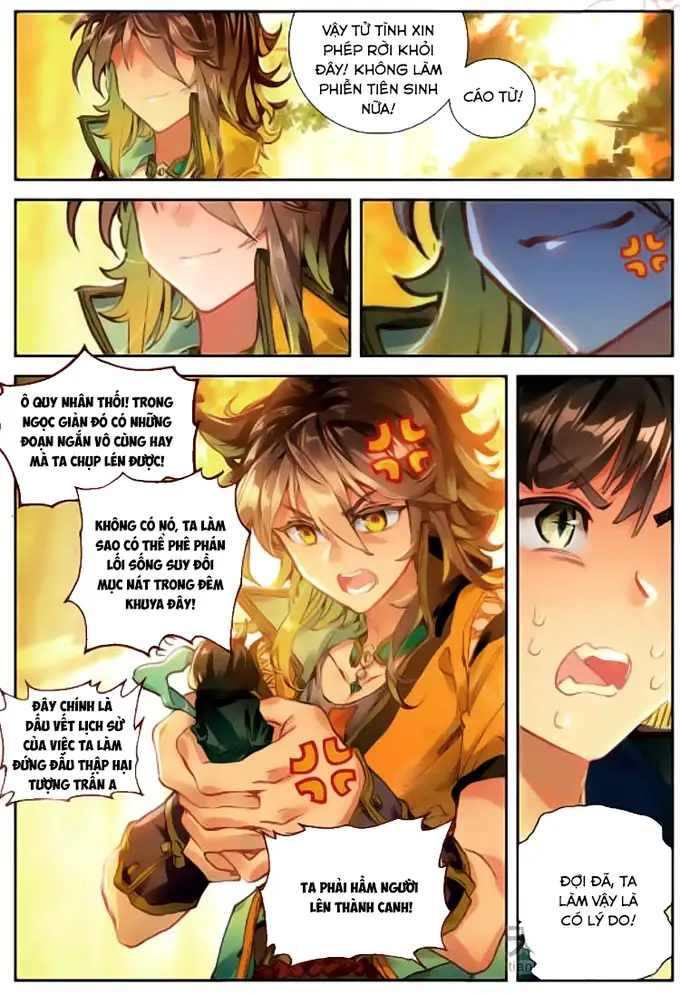 VẬY TỬ TÌNH XIN
PHÉP RỜI KHỎI
ĐÂY! KHÔNG LÀM
PHIỀN TIÊN SINH
NỮA!
CÁO TỪ!
Ô QUY NHÂN THỐI! TRONG
NGỌC GIẢN ĐÓ CÓ NHỮNG
ĐOẠN NGẮN VÔ CÙNG HAY
MÀ TA CHỤP LÉN ĐƯỢC!
KHÔNG CÓ NÓ, TA LÀM
SAO CÓ THỂ PHÊ PHÁN
LỐI SỐNG SUY ĐỒI
MỤC NÁT TRONG ĐÊM
KHUYA ĐÂY!
ĐÂY CHÍNH LÀ
DẤU VẾT LỊCH SỬ
CỦA VIỆC TA LÀM
ĐỨNG ĐẤU THẬP HẠI
TƯỢNG TRẤN A
TA PHẢI HẦM NGƯỜI
LÊN THÀNH CANH!
ĐỢI ĐÃ, TA
LÀM VẬY LÀ
CÓ LÝ DO!
tian